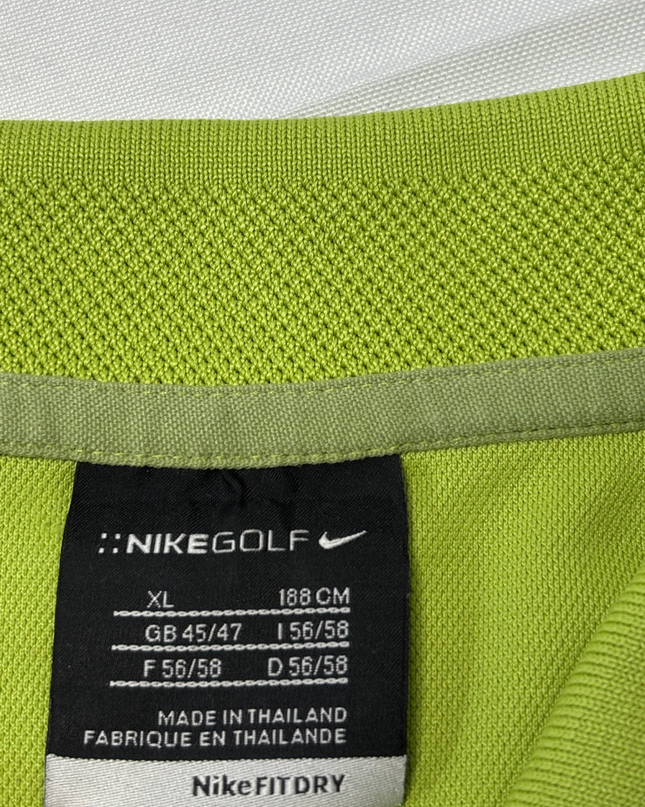 ::NIKEGOLF
XL 188 CM
GB 45/47 I 56/58
F 56/58 D 56/58
MADE IN THAILAND
FABRIQUE EN THAILANDE
NikeFITDRY